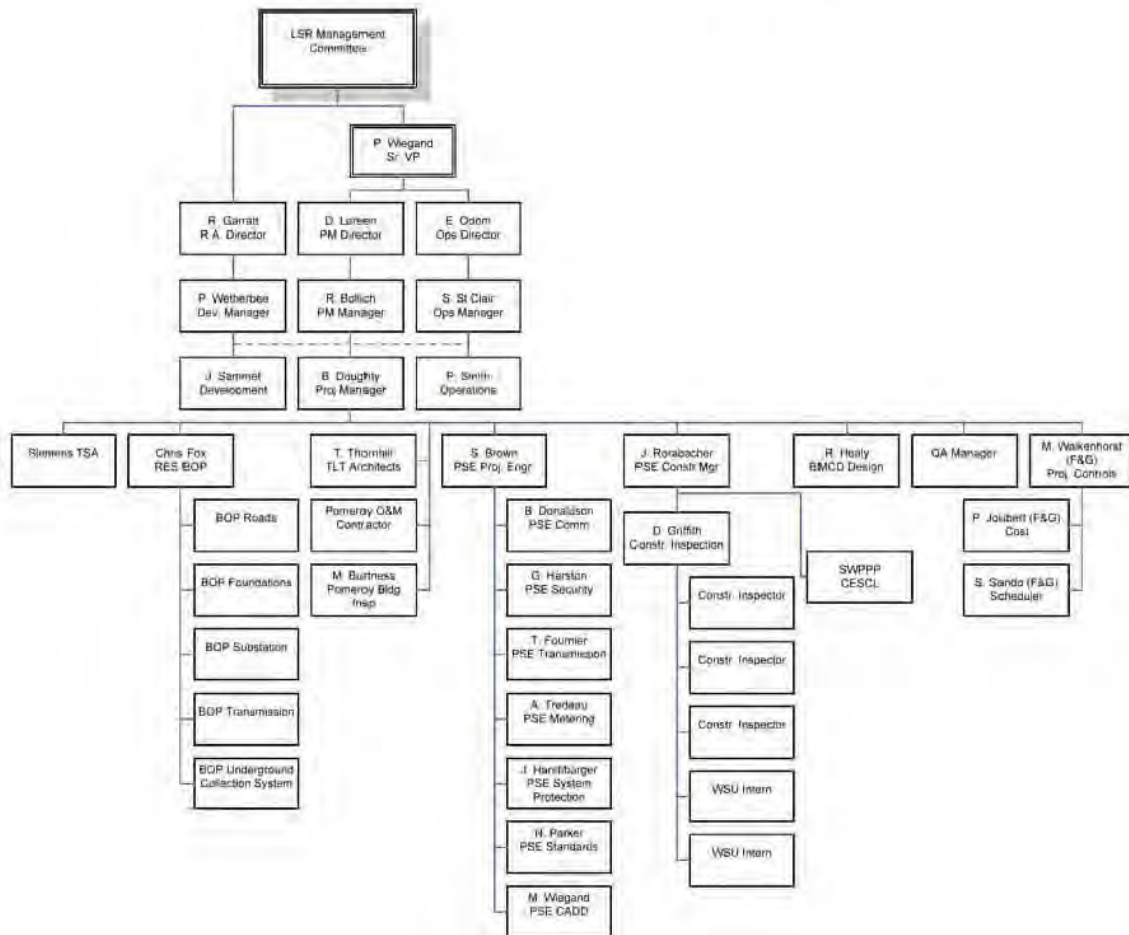 LSR Management
Committee
P. Wiegand
Sr. VP
R. Garratt
R.A. Director
D. Lareen
PM Director
E. Odom
Ops Director
P. Wetherbee
Dev. Manager
R. Bollich
PM Manager
S. St Clair
Ops Manager
J. Sammet
Development
B. Doughty
Proj Manager
P. Smith
Operations
Siemens TSA
Chris Fox
RES BOP
T. Thornhill
TLT Architects
S. Brown
PSE Proj. Engr
J. Rorabacher
PSE Constr Mgr
R. Healy
BMCD Design
QA Manager
M. Walkenhorst
(F&G)
Proj. Controls
BOP Roads
BOP Foundations
BOP Substation
BOP Transmission
BOP Underground
Collection System
Pomeroy O&M
Contractor
M. Burtness
Pomeroy Bldg
Insp
B. Donaldson
PSE Comm
G. Harston
PSE Security
T. Fournier
PSE Transmission
A. Tredeau
PSE Metering
PSE System
Protection
N. Parker
PSE Standards
M. Wiegand
PSE CADD
D. Griffith
Constr. Inspection
Constr. Inspector
Constr. Inspector
Constr. Inspector
WSU Intern
WSU Intern
SWPPP
CESCL
P. Joubert (F&G)
Cost
S. Sando (F&G)
Scheduler